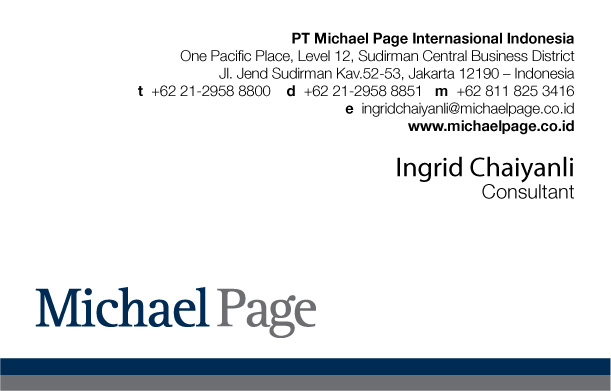 PT Michael Page Internasional Indonesia
One Pacific Place, Level 12, Sudirman Central Business District
Jl. Jend Sudirman Kav.52-53, Jakarta 12190 – Indonesia
t +62 21-2958 8800 d +62 21-2958 8851 m +62 811 825 3416
e ingridchaiyanli@michaelpage.co.id
www.michaelpage.co.id
Ingrid Chaiyanli
Consultant
Michael Page